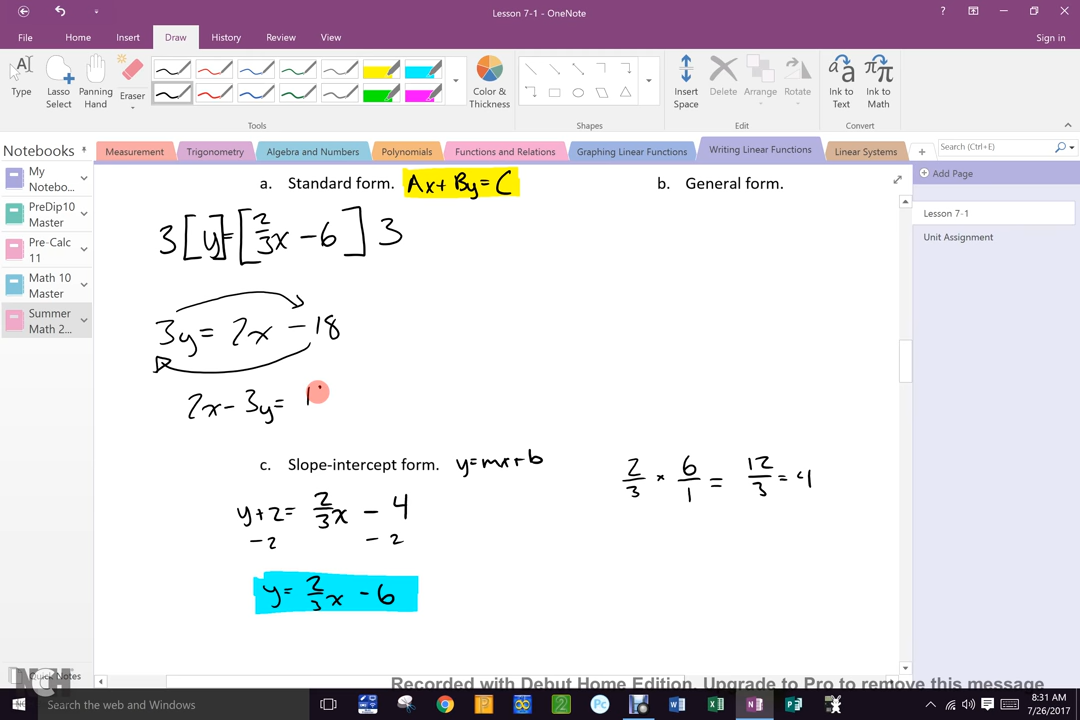 Lesson 7-1 - OneNote
File Home Insert Draw History Review View Sign in
Type Lasso Select Panning Hand Eraser Color & Thickness Insert Space Delete Arrange Rotate Ink to Text Ink to Math
Tools Shapes Edit Convert
Notebooks Measurement Trigonometry Algebra and Numbers Polynomials Functions and Relations Graphing Linear Functions Writing Linear Functions Linear Systems Search (Ctrl+E)
My Notebo...
PreDip10 Master
Pre-Calc 11
Math 10 Master
Summer Math 2...
Add Page
Lesson 7-1
Unit Assignment
a. Standard form. Ax + By = C
b. General form.
3[y]=[2/3x - 6]3
3y = 2x - 18
2x - 3y = 1
c. Slope-intercept form. y=mx+b
2/3 × 6/1 = 12/3 = 4
y+2 = 2/3x - 4
-2 - 2
y = 2/3x - 6
Quick Notes
NCH
Recorded with Debut Home Edition. Upgrade to Pro to remove this message
Search the web and Windows
8:31 AM
7/26/2017